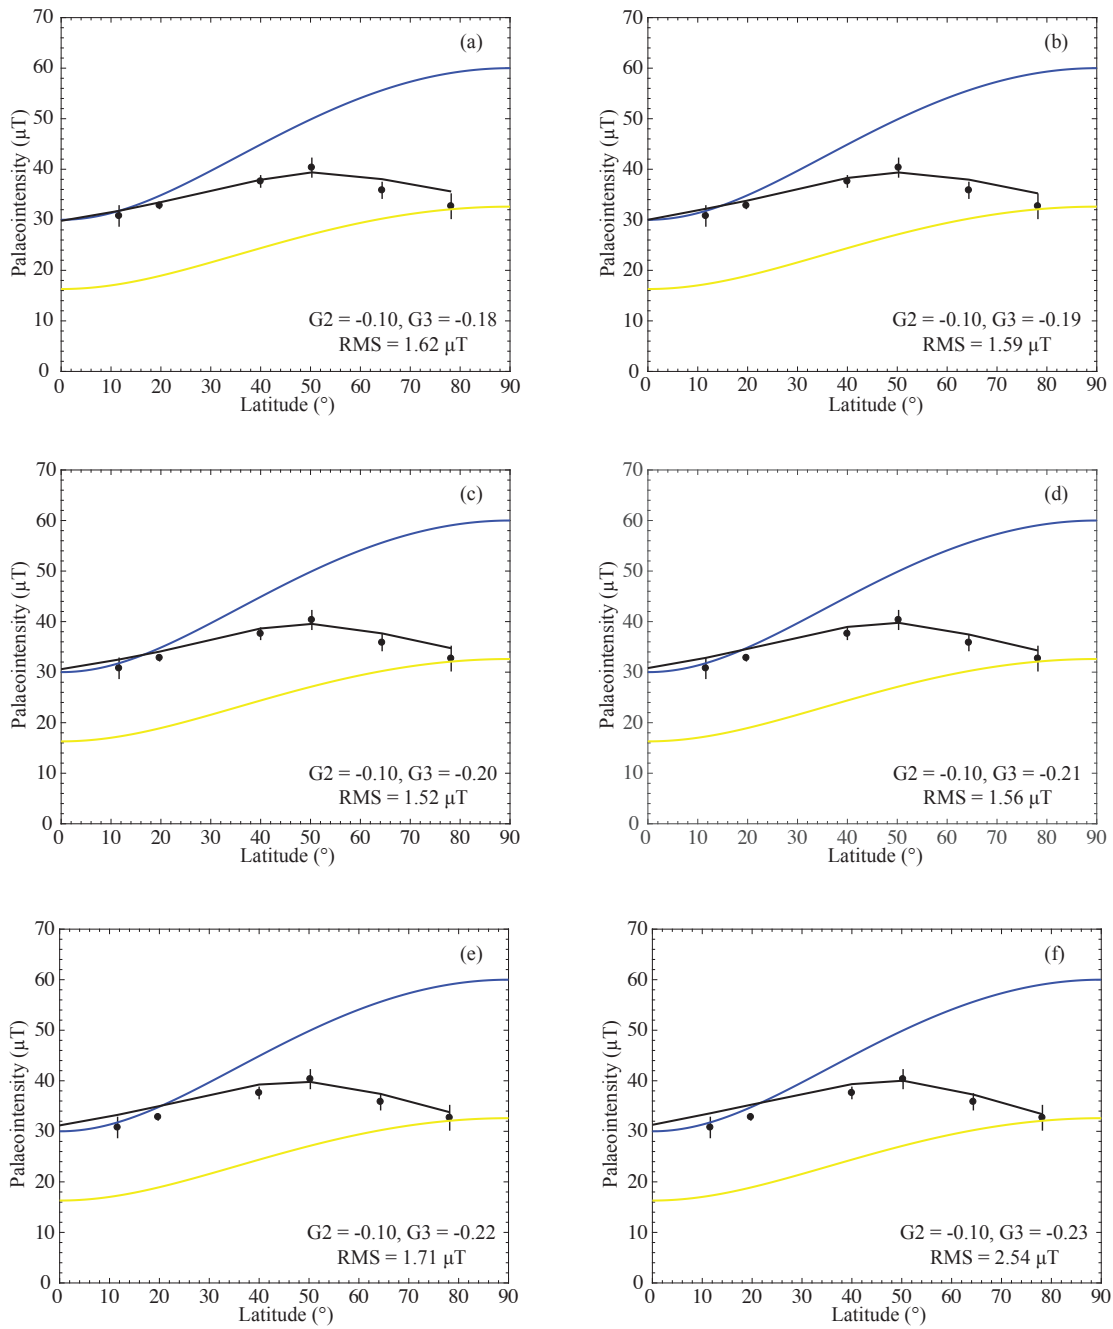 70
60
50
40
30
20
10
0
Palaeointensity (µT)
(a)
G2 = -0.10, G3 = -0.18
RMS = 1.62 µT
0 10 20 30 40 50 60 70 80 90
Latitude (°)
70
60
50
40
30
20
10
0
Palaeointensity (µT)
(b)
G2 = -0.10, G3 = -0.19
RMS = 1.59 µT
0 10 20 30 40 50 60 70 80 90
Latitude (°)
70
60
50
40
30
20
10
0
Palaeointensity (µT)
(c)
G2 = -0.10, G3 = -0.20
RMS = 1.52 µT
0 10 20 30 40 50 60 70 80 90
Latitude (°)
70
60
50
40
30
20
10
0
Palaeointensity (µT)
(d)
G2 = -0.10, G3 = -0.21
RMS = 1.56 µT
0 10 20 30 40 50 60 70 80 90
Latitude (°)
70
60
50
40
30
20
10
0
Palaeointensity (µT)
(e)
G2 = -0.10, G3 = -0.22
RMS = 1.71 µT
0 10 20 30 40 50 60 70 80 90
Latitude (°)
70
60
50
40
30
20
10
0
Palaeointensity (µT)
(f)
G2 = -0.10, G3 = -0.23
RMS = 2.54 µT
0 10 20 30 40 50 60 70 80 90
Latitude (°)